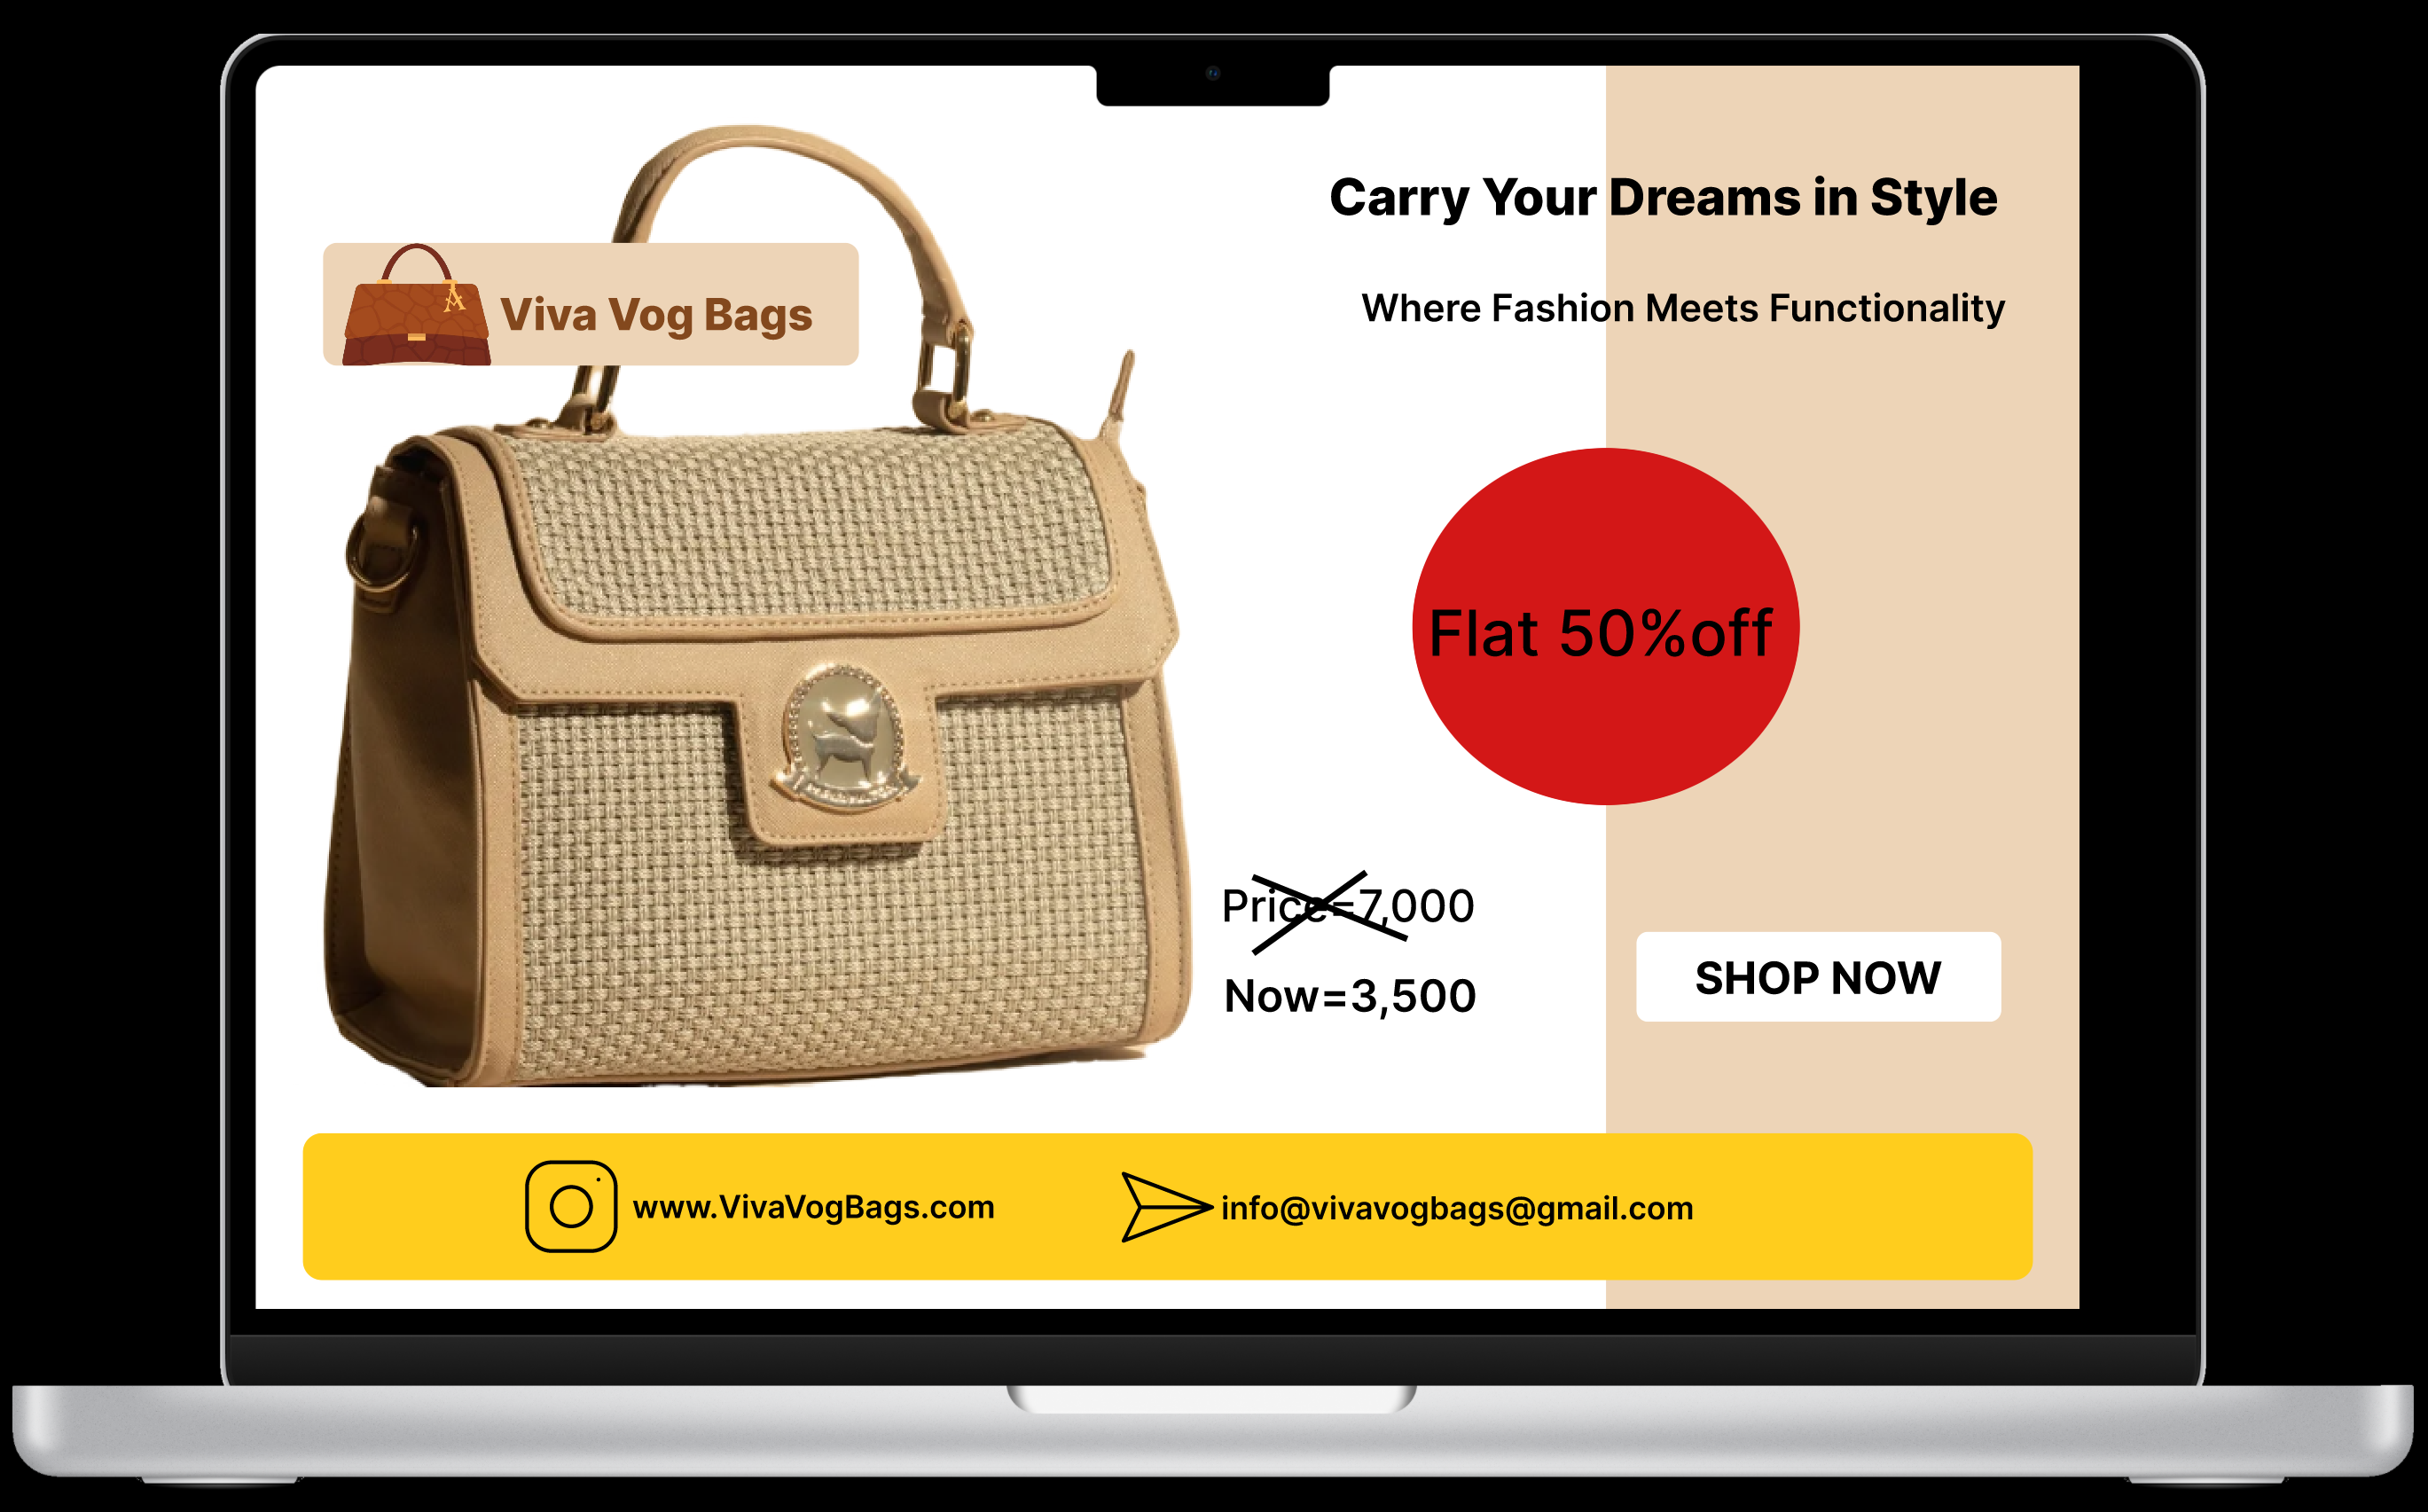 Carry Your Dreams in Style
Where Fashion Meets Functionality
Viva Vog Bags
Flat 50%off
Price=7,000
Now=3,500
SHOP NOW
www.VivaVogBags.com
info@vivavogbags@gmail.com